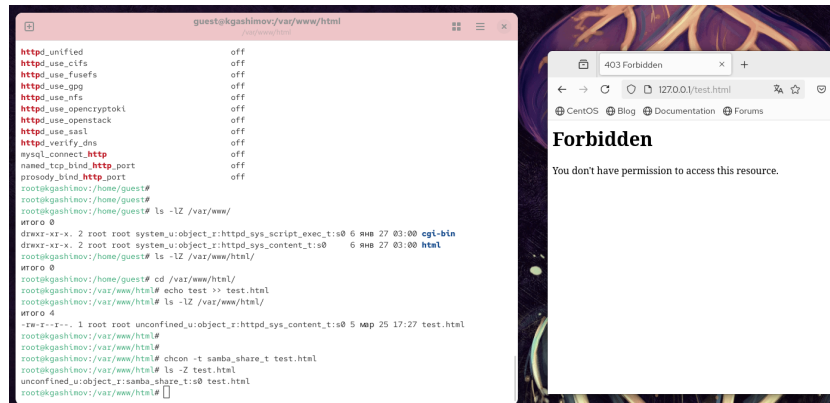 guest@kgashimov:/var/www/html
/var/www/html
httpd_unified off
httpd_use_cifs off
httpd_use_fusefs off
httpd_use_gpg off
httpd_use_nfs off
httpd_use_opencryptoki off
httpd_use_openstack off
httpd_use_sasl off
httpd_verify_dns off
mysql_connect_http off
named_tcp_bind_http_port off
prosody_bind_http_port off
root@kgashimov:/home/guest#
root@kgashimov:/home/guest#
root@kgashimov:/home/guest# ls -lZ /var/www/
итого 0
drwxr-xr-x. 2 root root system_u:object_r:httpd_sys_script_exec_t:s0 6 янв 27 03:00 cgi-bin
drwxr-xr-x. 2 root root system_u:object_r:httpd_sys_content_t:s0 6 янв 27 03:00 html
root@kgashimov:/home/guest# ls -lZ /var/www/html/
итого 0
root@kgashimov:/home/guest# cd /var/www/html/
root@kgashimov:/var/www/html# echo test >> test.html
root@kgashimov:/var/www/html# ls -lZ /var/www/html/
итого 4
-rw-r--r--. 1 root root unconfined_u:object_r:httpd_sys_content_t:s0 5 мар 25 17:27 test.html
root@kgashimov:/var/www/html#
root@kgashimov:/var/www/html#
root@kgashimov:/var/www/html# chcon -t samba_share_t test.html
root@kgashimov:/var/www/html# ls -Z test.html
unconfined_u:object_r:samba_share_t:s0 test.html
root@kgashimov:/var/www/html#
403 Forbidden
127.0.0.1/test.html
CentOS Blog Documentation Forums
Forbidden
You don't have permission to access this resource.